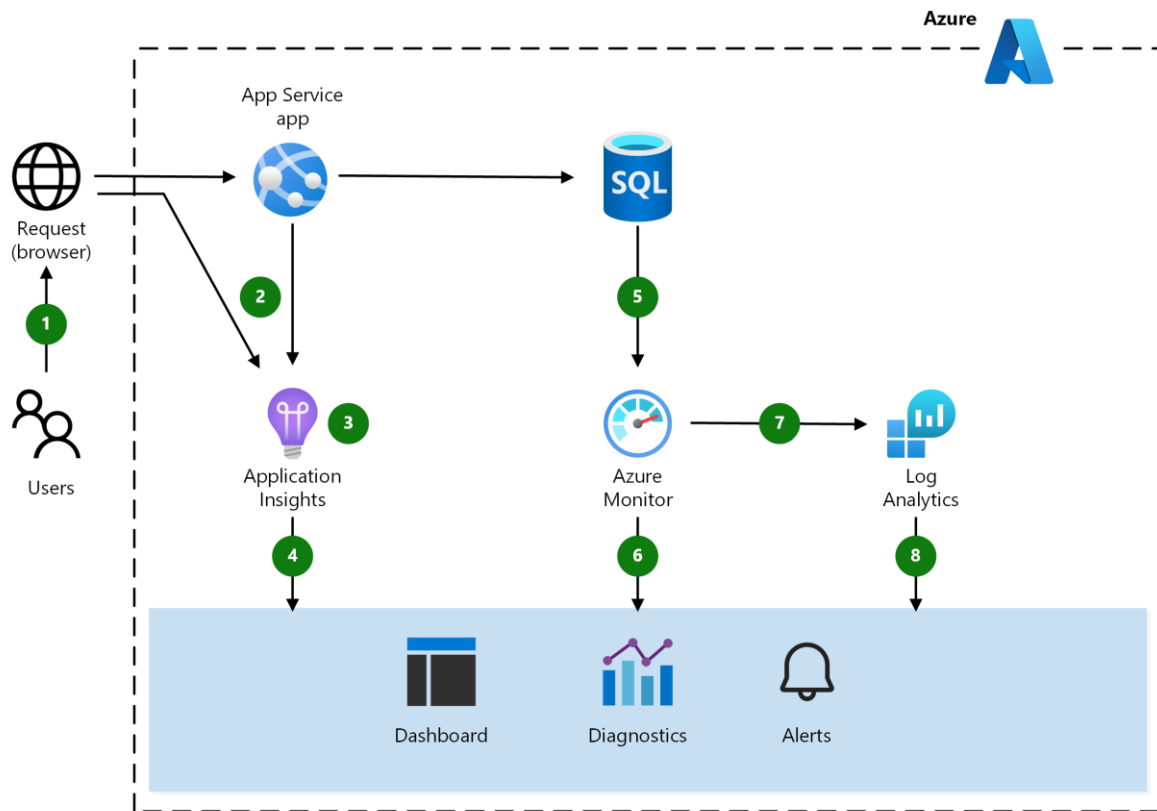 Azure
App Service
app
SQL
Request
(browser)
1
2
5
3
7
Users
Application
Insights
Azure
Monitor
Log
Analytics
4
6
8
Dashboard
Diagnostics
Alerts